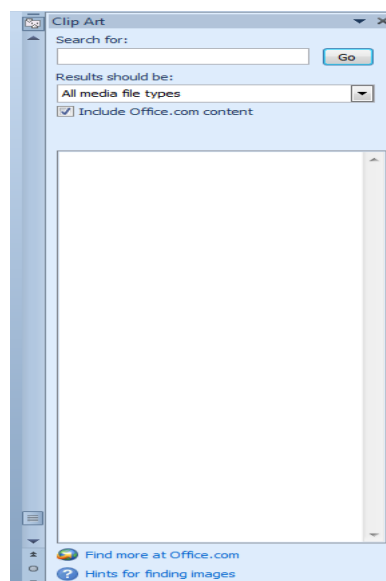 Clip Art
Search for:
Go
Results should be:
All media file types
Include Office.com content
Find more at Office.com
Hints for finding images